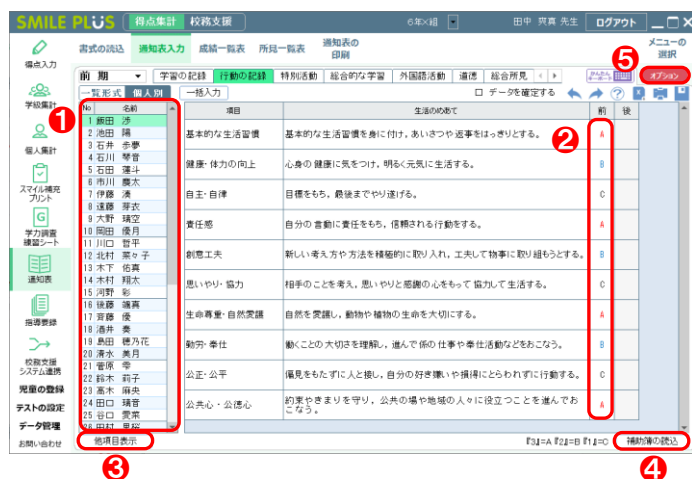 SMILE PLUS 得点集計 校務支援 6年×組 田中 爽真 先生 ログアウト
得点入力
学級集計
個人集計
スマイル補充
プリント
学力調査
練習シート
通知表
指導要録
校務支援
システム連携
児童の登録
テストの設定
データ管理
お問い合わせ
書式の読込 通知表入力 成績一覧表 所見一覧表 通知表の
印刷
メニューの
選択
前 期 学習の記録 行動の記録 特別活動 総合的な学習 外国語活動 道徳 総合所見
かんたん
キーボード
オプション
5
一覧形式 個人別 一括入力 データを確定する
1
No 名前
1 飯田 渉
2 池田 陽
3 石井 歩夢
4 石川 琴音
5 石田 蓮斗
6 市川 慶太
7 伊藤 湊
8 遠藤 芽衣
9 大野 晴空
10 岡田 優月
11 川口 哲平
12 北村 菜々子
13 木下 佑真
14 木村 翔太
15 河野 彩
16 後藤 颯真
17 斉藤 優
18 酒井 奏
19 島田 穂乃花
20 清水 美月
21 菅原 雫
22 鈴木 莉子
23 高木 麻央
24 田口 璃音
25 谷口 愛菜
26 田村 早桜
項目 生活のめあて 前 後
2
基本的な生活習慣 基本的な生活習慣を身に付け，あいさつや返事をはっきりとする。 A
健康・体力の向上 心身の健康に気をつけ，明るく元気に生活する。 B
自主・自律 目標をもち，最後までやり遂げる。 C
責任感 自分の言動に責任をもち，信頼される行動をする。 A
創意工夫 新しい考え方や方法を積極的に取り入れ，工夫して物事に取り組もうとする。 B
思いやり・協力 相手のことを考え，思いやりと感謝の心をもって協力して生活する。 C
生命尊重・自然愛護 自然を愛護し，動物や植物の生命を大切にする。 A
勤労・奉仕 働くことの大切さを理解し，進んで係の仕事や奉仕活動などをおこなう。 B
公正・公平 偏見をもたずに人と接し，自分の好き嫌いや損得にとらわれずに行動する。 C
公共心・公徳心 約束やきまりを守り，公共の場や地域の人々に役立つことを進んでお
こなう。 A
他項目表示 『3』=A『2』=B『1』=C 補助簿の読込
3
4